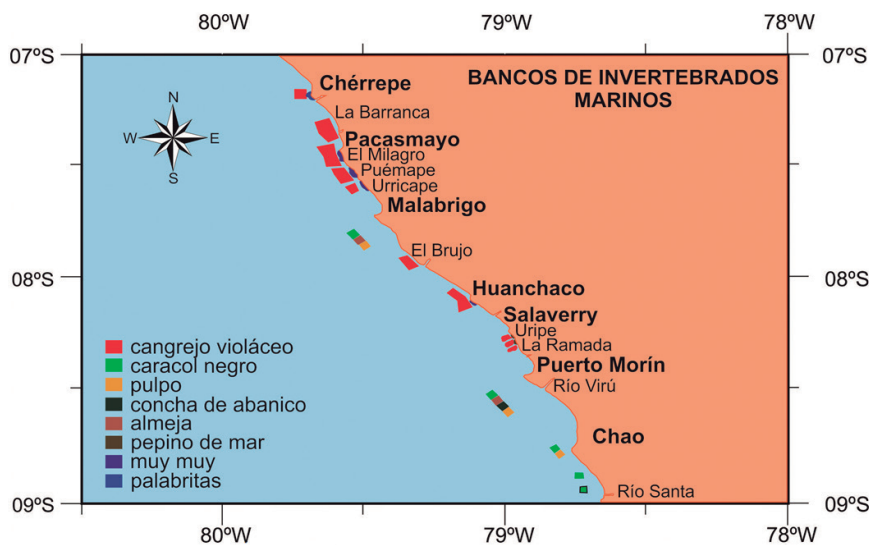 80ºW 79ºW 78ºW
07ºS 07ºS
BANCOS DE INVERTEBRADOS
MARINOS
N
W E
S
Chérrepe
La Barranca
Pacasmayo
El Milagro
Puémape
Urricape
Malabrigo
El Brujo
08ºS 08ºS
Huanchaco
Salaverry
Uripe
La Ramada
Puerto Morín
Río Virú
Chao
Río Santa
cangrejo violáceo
caracol negro
pulpo
concha de abanico
almeja
pepino de mar
muy muy
palabritas
09ºS 09ºS
80ºW 79ºW 78ºW